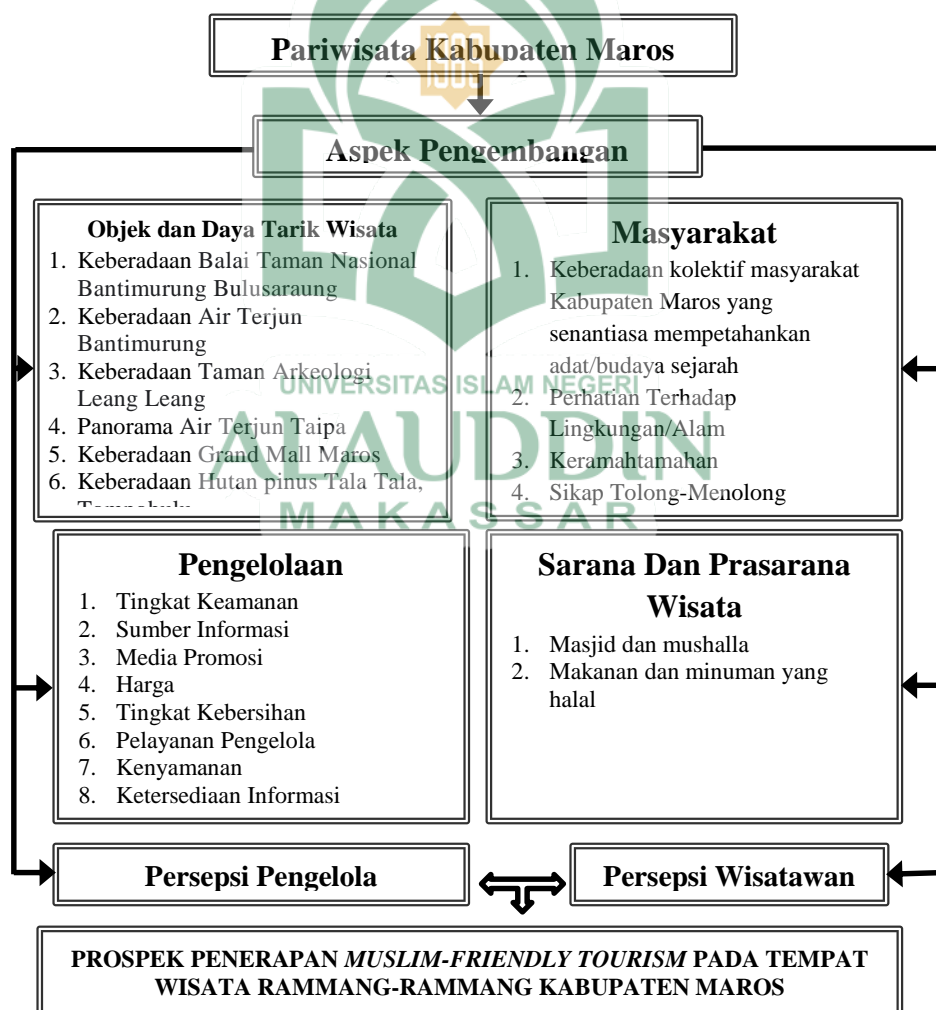 Pariwisata Kabupaten Maros
1983
Aspek Pengembangan
Objek dan Daya Tarik Wisata
1. Keberadaan Balai Taman Nasional
Bantimurung Bulusaraung
2. Keberadaan Air Terjun
Bantimurung
3. Keberadaan Taman Arkeologi
Leang Leang
4. Panorama Air Terjun Taipa
5. Keberadaan Grand Mall Maros
6. Keberadaan Hutan pinus Tala Tala,
Masyarakat
1. Keberadaan kolektif masyarakat
Kabupaten Maros yang
senantiasa mempetahankan
adat/budaya sejarah
2. Perhatian Terhadap
Lingkungan/Alam
3. Keramahtamahan
4. Sikap Tolong-Menolong
UNIVERSITAS ISLAM NEGERI
ALAUDDIN
MAKASSAR
Pengelolaan
1. Tingkat Keamanan
2. Sumber Informasi
3. Media Promosi
4. Harga
5. Tingkat Kebersihan
6. Pelayanan Pengelola
7. Kenyamanan
8. Ketersediaan Informasi
Sarana Dan Prasarana
Wisata
1. Masjid dan mushalla
2. Makanan dan minuman yang
halal
Persepsi Pengelola
Persepsi Wisatawan
PROSPEK PENERAPAN MUSLIM-FRIENDLY TOURISM PADA TEMPAT
WISATA RAMMANG-RAMMANG KABUPATEN MAROS